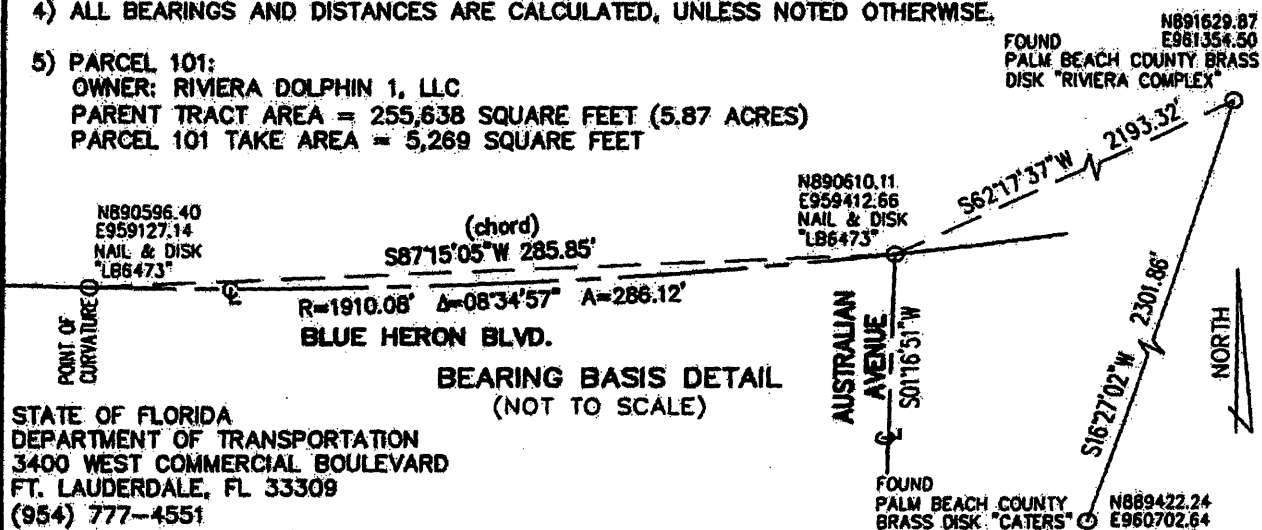 4) ALL BEARINGS AND DISTANCES ARE CALCULATED, UNLESS NOTED OTHERWISE.
5) PARCEL 101:
OWNER: RIVIERA DOLPHIN 1, LLC
PARENT TRACT AREA = 255,638 SQUARE FEET (5.87 ACRES)
PARCEL 101 TAKE AREA = 5,269 SQUARE FEET
N891629.87
E961354.50
FOUND
PALM BEACH COUNTY BRASS
DISK "RIVIERA COMPLEX"
S62°17'37"W 2193.32'
N890610.11
E959412.66
NAIL & DISK
"LB6473"
N890596.40
E959127.14
NAIL & DISK
"LB6473"
(chord)
S87°15'05"W 285.85'
R=1910.08' Δ=08°34'57" A=286.12'
BLUE HERON BLVD.
POINT OF
CURVATURE
BEARING BASIS DETAIL
(NOT TO SCALE)
AUSTRALIAN
AVENUE
S01°16'51"W
S16°27'02"W 2301.86'
NORTH
STATE OF FLORIDA
DEPARTMENT OF TRANSPORTATION
3400 WEST COMMERCIAL BOULEVARD
FT. LAUDERDALE, FL 33309
(954) 777-4551
FOUND
PALM BEACH COUNTY
BRASS DISK "CATERS"
N889422.24
E960702.64